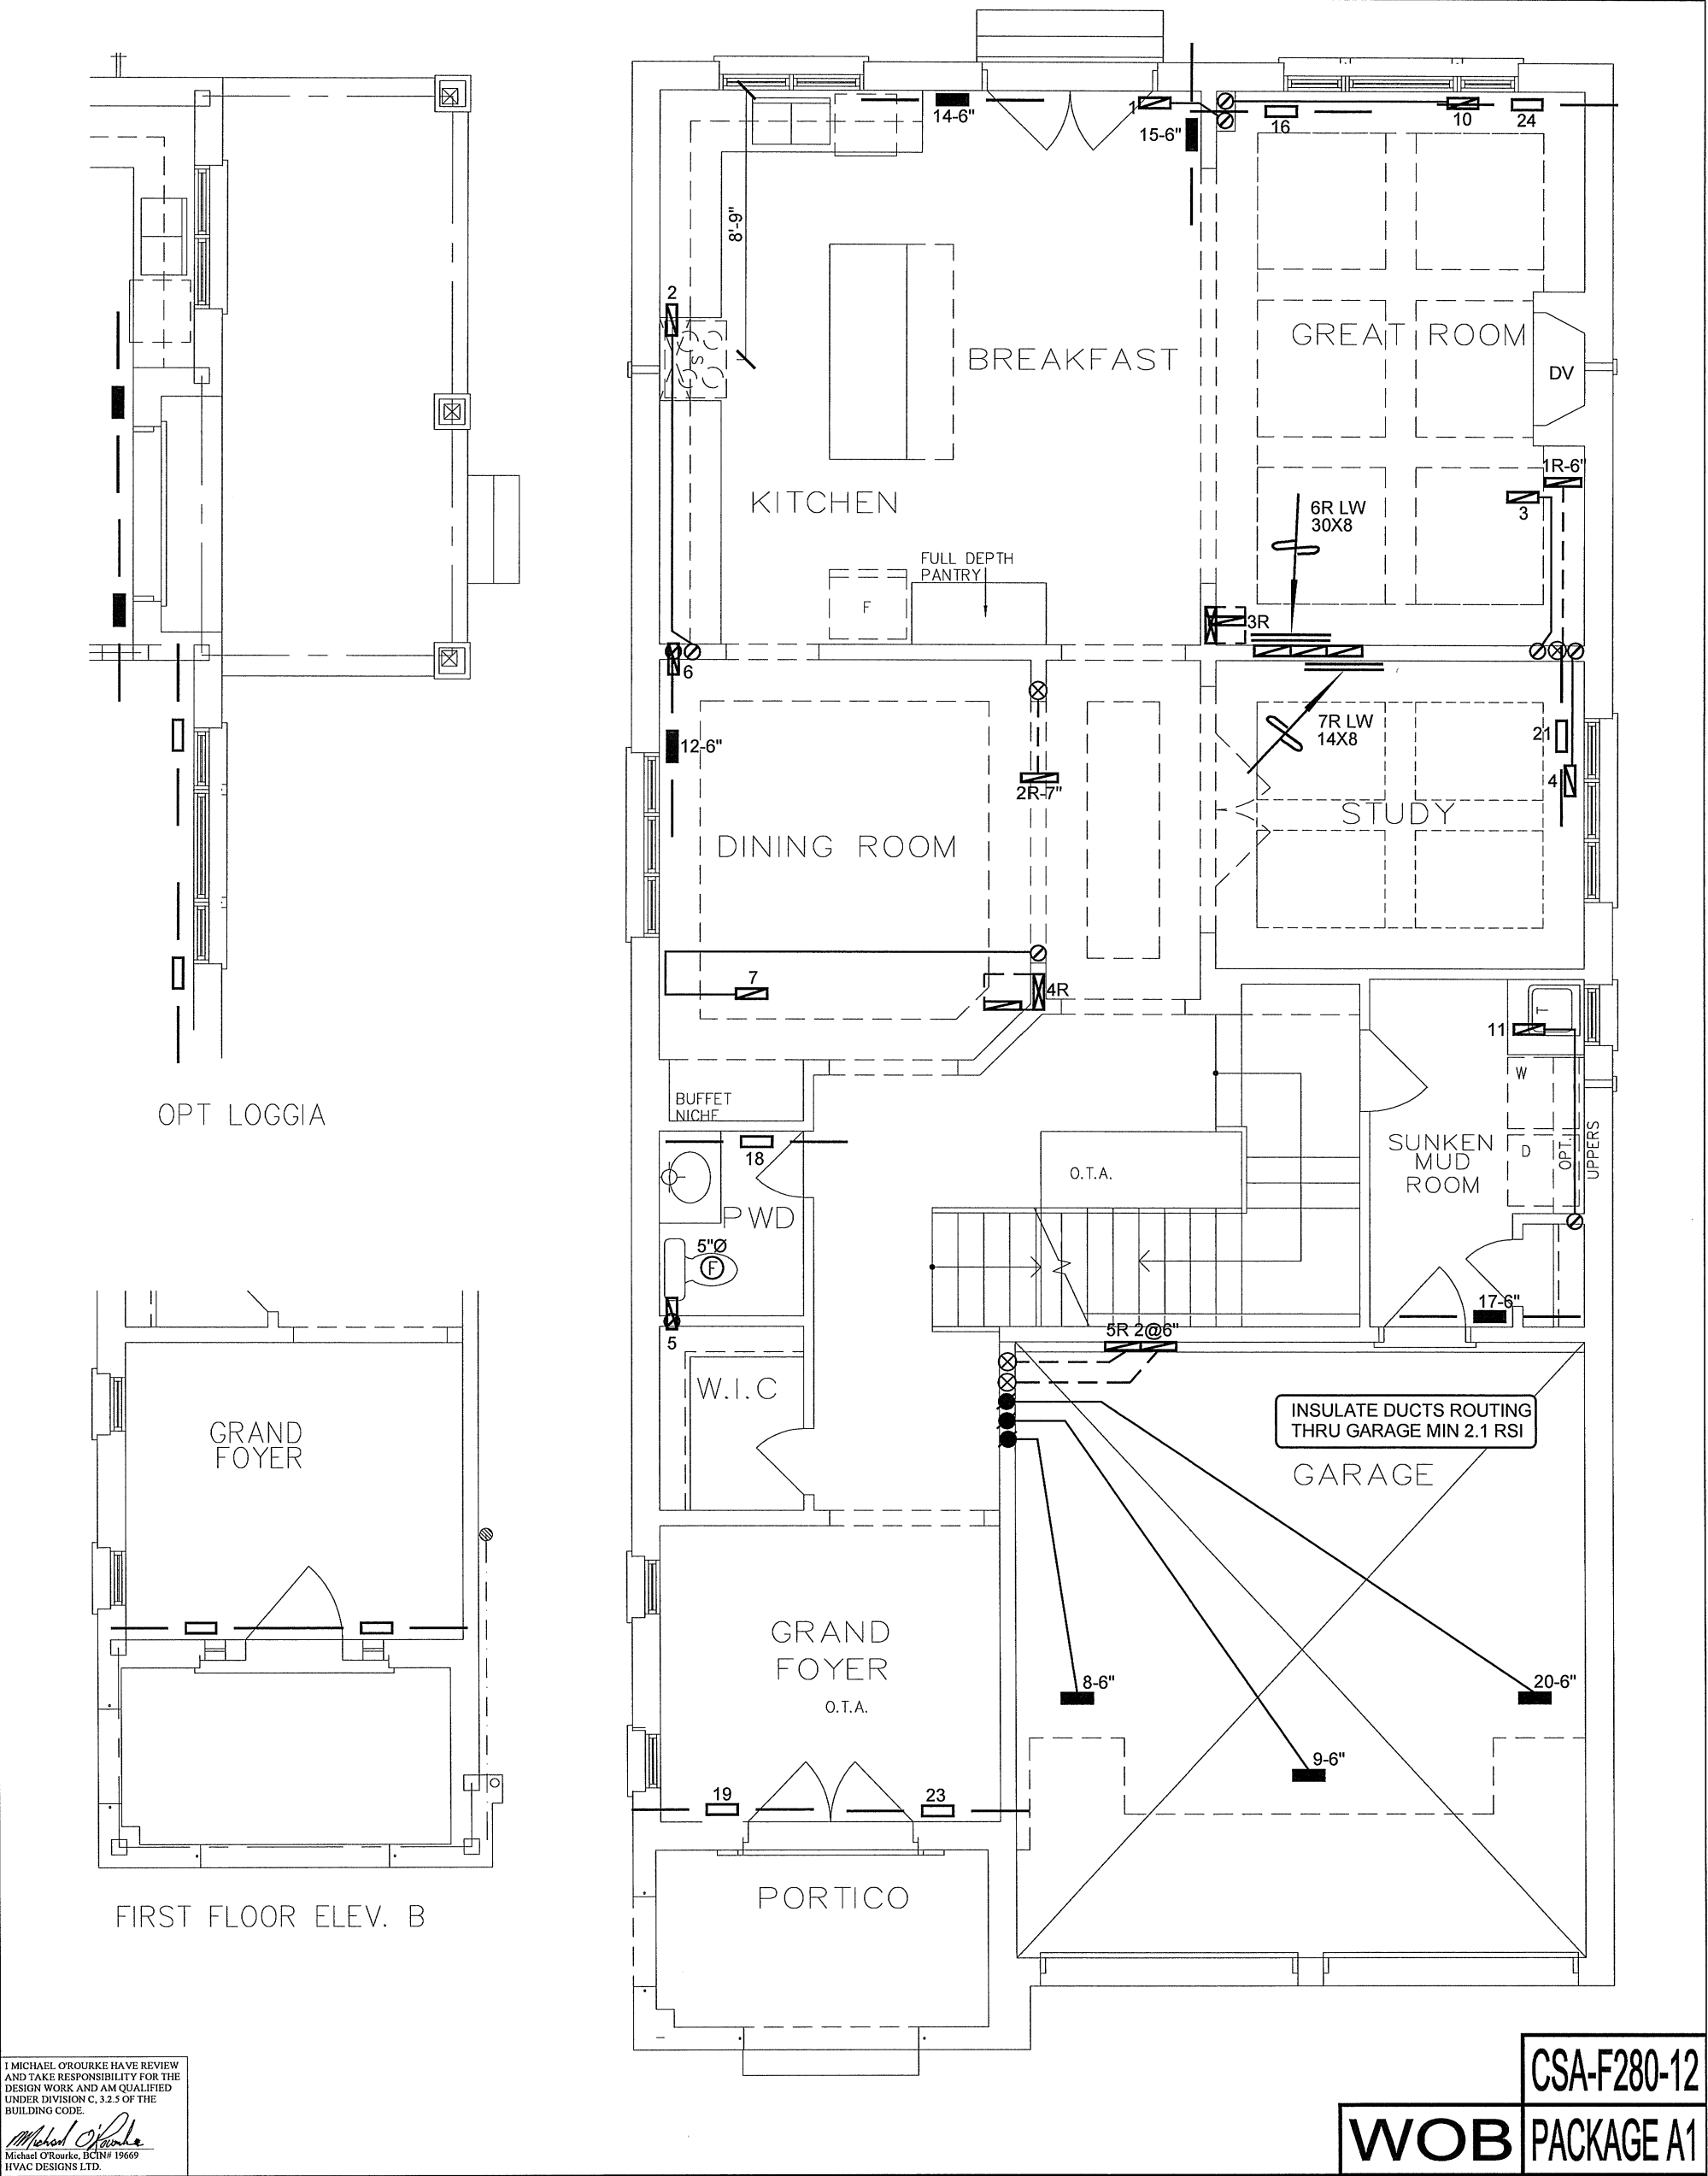 14-6"
1
15-6"
16
10
24
8'-9"
2
S
BREAKFAST
GREAT ROOM
DV
KITCHEN
1R-6"
3
6R LW
30X8
FULL DEPTH
PANTRY
F
3R
6
12-6"
2R-7"
7R LW
14X8
21
4
STUDY
DINING ROOM
7
4R
11
T
W
D
OPT.
UPPERS
BUFFET
NICHE
18
PWD
5"Ø
F
5
O.T.A.
SUNKEN
MUD
ROOM
17-6"
5R 2@6"
W.I.C
INSULATE DUCTS ROUTING
THRU GARAGE MIN 2.1 RSI
GARAGE
GRAND
FOYER
O.T.A.
8-6"
20-6"
9-6"
19
23
PORTICO
OPT LOGGIA
GRAND
FOYER
FIRST FLOOR ELEV. B
I MICHAEL O'ROURKE HAVE REVIEW
AND TAKE RESPONSIBILITY FOR THE
DESIGN WORK AND AM QUALIFIED
UNDER DIVISION C, 3.2.5 OF THE
BUILDING CODE.
Michael O'Rourke
Michael O'Rourke, BCIN# 19669
HVAC DESIGNS LTD.
CSA-F280-12
WOB
PACKAGE A1